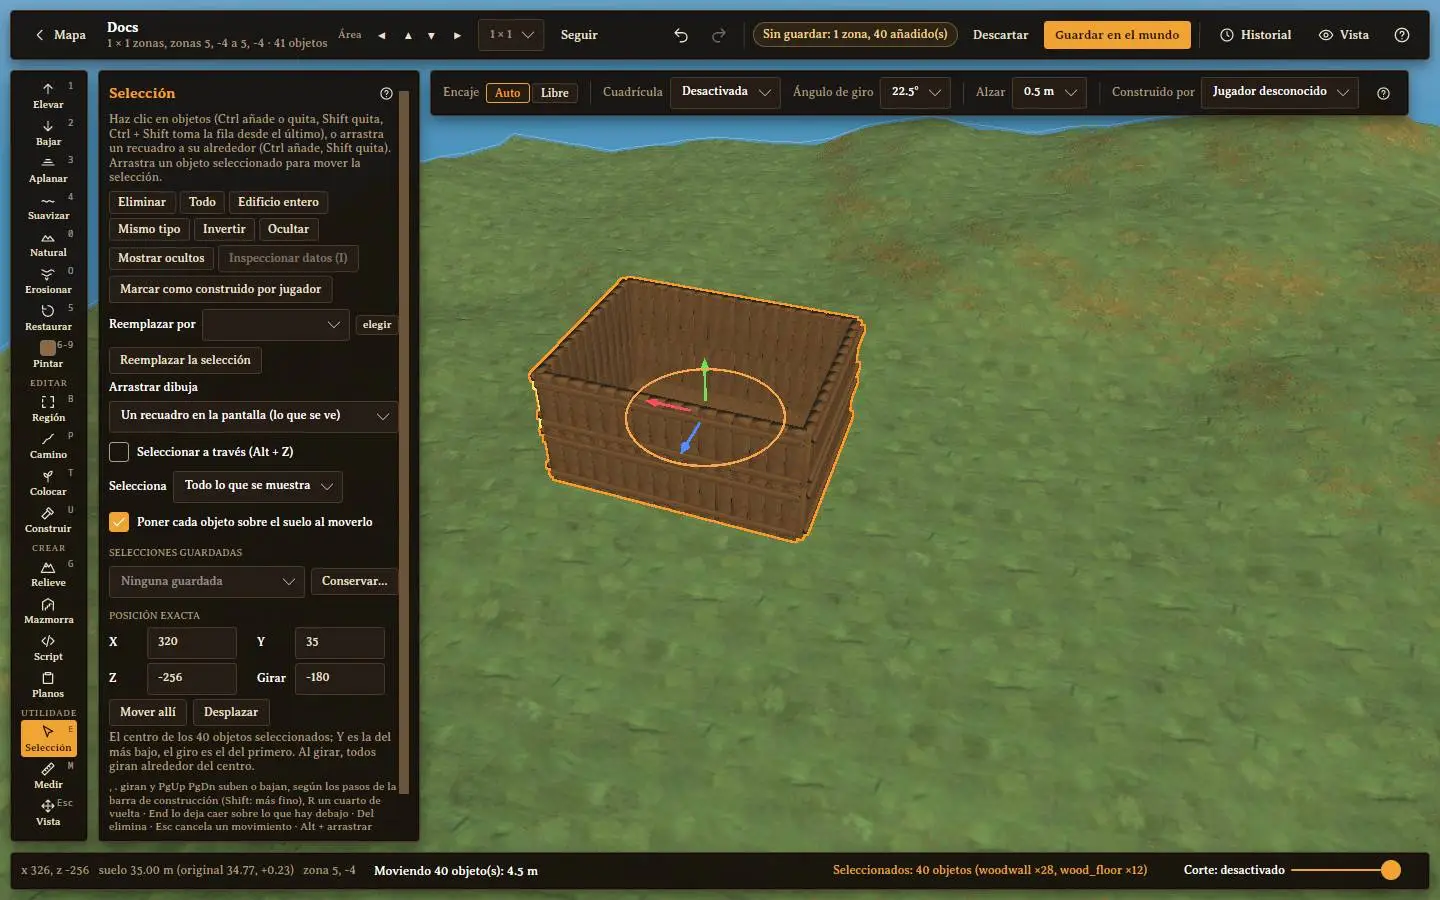 Mapa
Docs
1 × 1 zonas, zonas 5, -4 a 5, -4 · 41 objetos
Área
1 × 1
Seguir
Sin guardar: 1 zona, 40 añadido(s)
Descartar
Guardar en el mundo
Historial
Vista
Elevar 1
Bajar 2
Aplanar 3
Suavizar 4
Natural 0
Erosionar O
Restaurar 5
Pintar 6-9
EDITAR
Región B
Camino P
Colocar T
Construir U
CREAR
Relieve G
Mazmorra
Script
Planos
UTILIDADE
Selección E
Medir M
Vista Esc
Selección
Haz clic en objetos (Ctrl añade o quita, Shift quita,
Ctrl + Shift toma la fila desde el último), o arrastra
un recuadro a su alrededor (Ctrl añade, Shift quita).
Arrastra un objeto seleccionado para mover la
selección.
Eliminar Todo Edificio entero
Mismo tipo Invertir Ocultar
Mostrar ocultos Inspeccionar datos (I)
Marcar como construido por jugador
Reemplazar por elegir
Reemplazar la selección
Arrastrar dibuja
Un recuadro en la pantalla (lo que se ve)
Seleccionar a través (Alt + Z)
Selecciona Todo lo que se muestra
Poner cada objeto sobre el suelo al moverlo
SELECCIONES GUARDADAS
Ninguna guardada Conservar...
POSICIÓN EXACTA
X 320 Y 35
Z -256 Girar -180
Mover allí Desplazar
El centro de los 40 objetos seleccionados; Y es la del
más bajo, el giro es el del primero. Al girar, todos
giran alrededor del centro.
, . giran y PgUp PgDn suben o bajan, según los pasos de la
barra de construcción (Shift: más fino), R un cuarto de
vuelta · End lo deja caer sobre lo que hay debajo · Del
elimina · Esc cancela un movimiento · Alt + arrastrar
Encaje Auto Libre
Cuadrícula Desactivada
Ángulo de giro 22.5°
Alzar 0.5 m
Construido por Jugador desconocido
x 326, z -256 suelo 35.00 m (original 34.77, +0.23) zona 5, -4
Moviendo 40 objeto(s): 4.5 m
Seleccionados: 40 objetos (woodwall ×28, wood_floor ×12)
Corte: desactivado